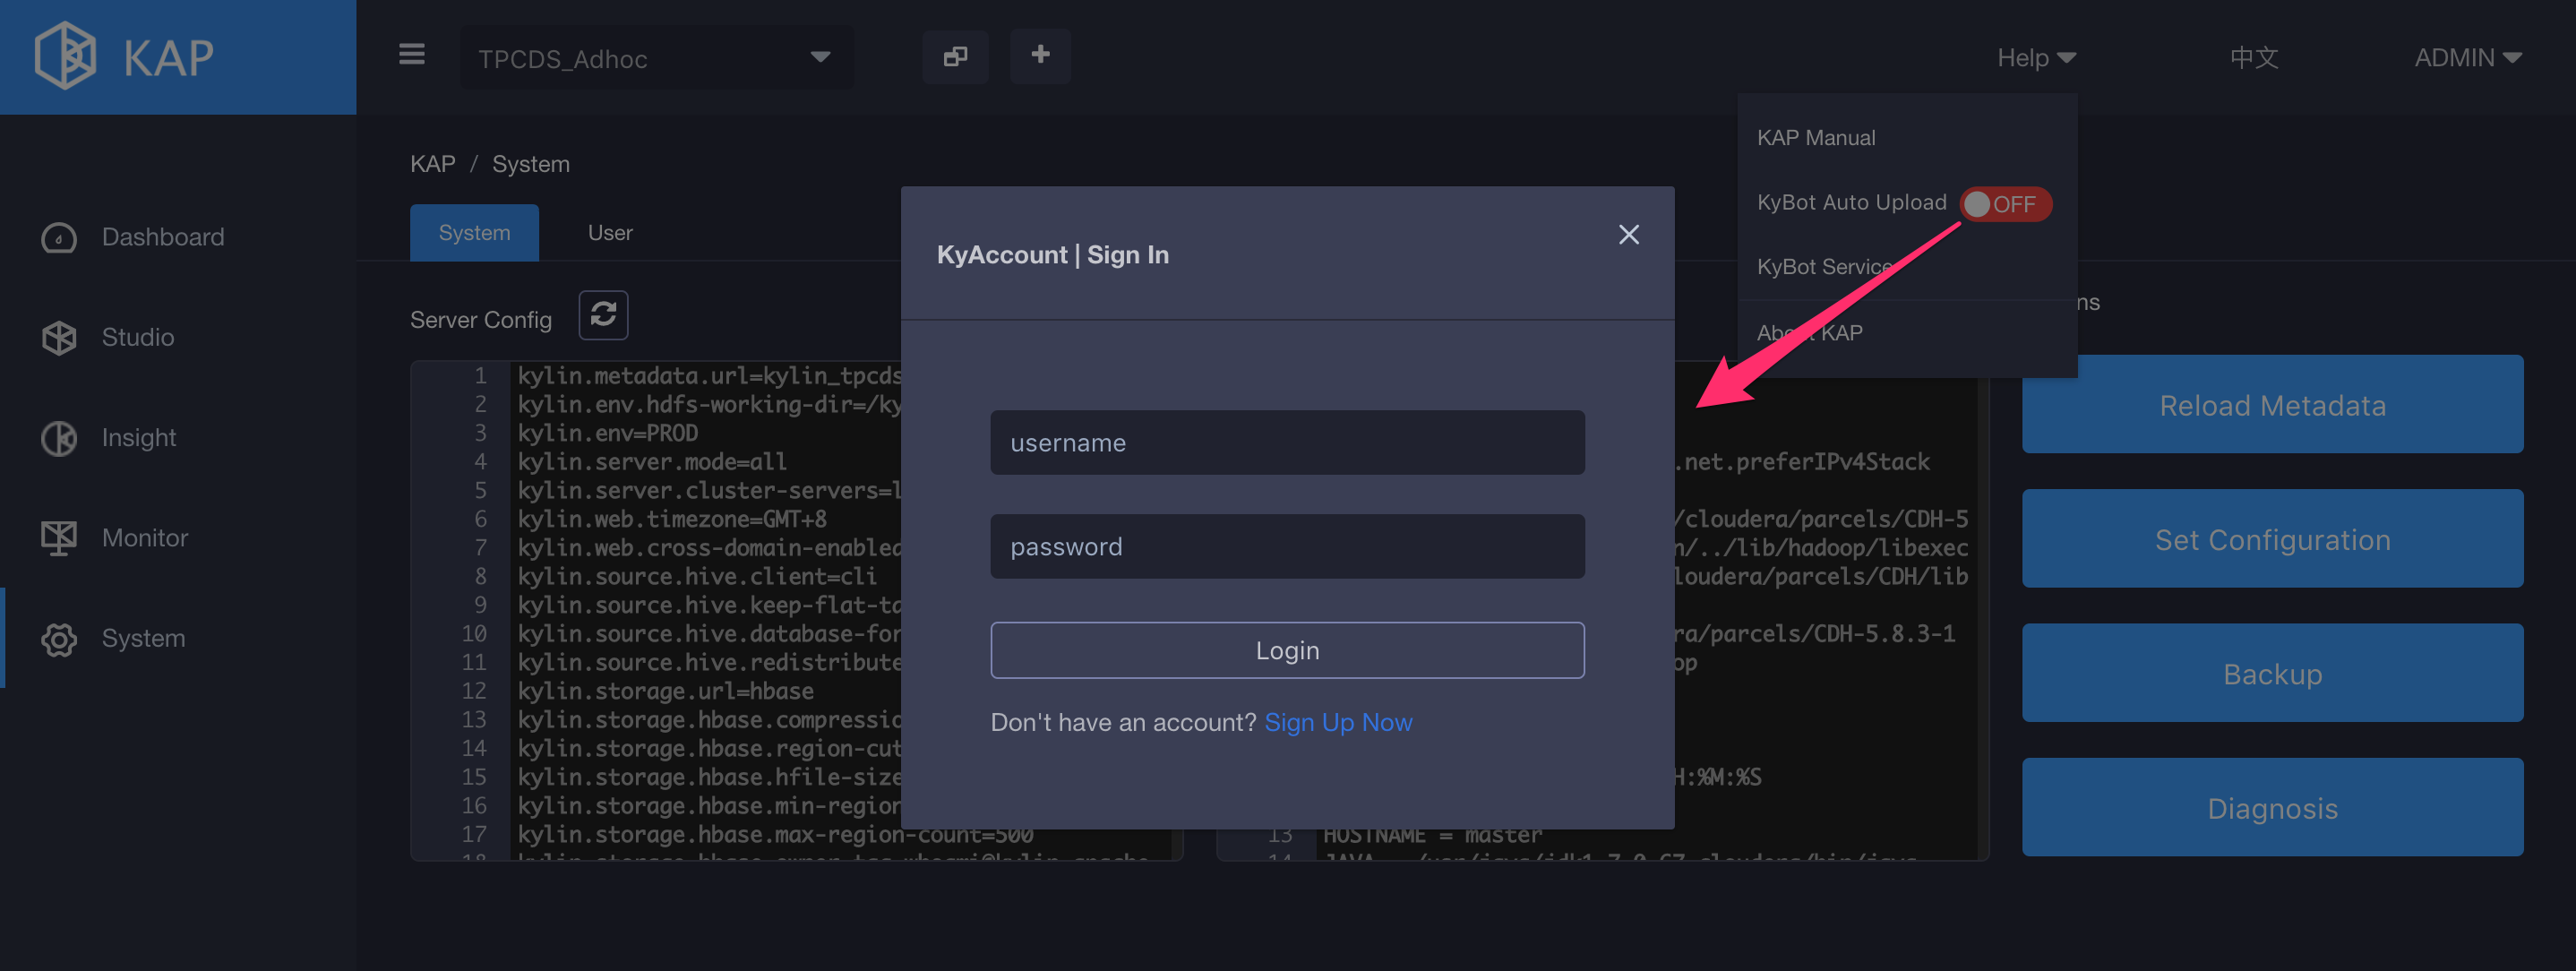 KAP
TPCDS_Adhoc
Help
中文
ADMIN
KAP Manual
KyBot Auto Upload OFF
KyBot Service
About KAP
KAP / System
System
User
Dashboard
Studio
Insight
Monitor
System
Server Config
ns
KyAccount | Sign In
username
password
Login
Don't have an account? Sign Up Now
1 kylin.metadata.url=kylin_tpcds
2 kylin.env.hdfs-working-dir=/ky
3 kylin.env=PROD
4 kylin.server.mode=all
5 kylin.server.cluster-servers=l
6 kylin.web.timezone=GMT+8
7 kylin.web.cross-domain-enabled
8 kylin.source.hive.client=cli
9 kylin.source.hive.keep-flat-ta
10 kylin.source.hive.database-for
11 kylin.source.hive.redistribute
12 kylin.storage.url=hbase
13 kylin.storage.hbase.compressio
14 kylin.storage.hbase.region-cut
15 kylin.storage.hbase.hfile-size
16 kylin.storage.hbase.min-region
17 kylin.storage.hbase.max-region-count=500
.net.preferIPv4Stack
/cloudera/parcels/CDH-5
n/../lib/hadoop/libexec
loudera/parcels/CDH/lib
ra/parcels/CDH-5.8.3-1
op
H:%M:%S
13 HOSTNAME = master
Reload Metadata
Set Configuration
Backup
Diagnosis